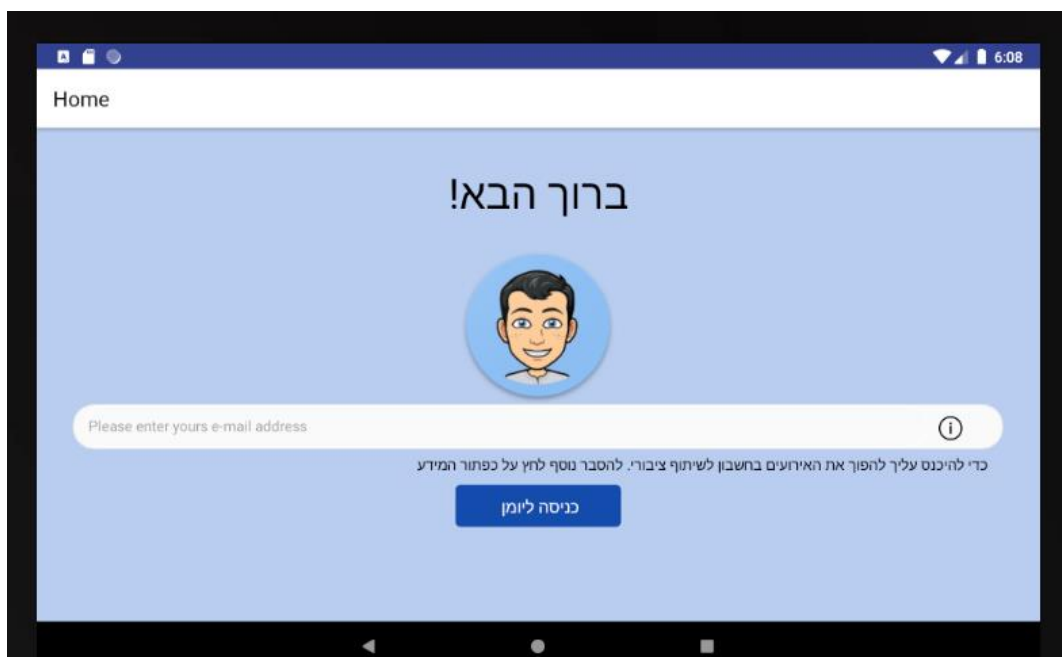 6:08
Home
ברוך הבא!
Please enter yours e-mail address
כדי להיכנס עליך להפוך את האירועים בחשבון לשיתוף ציבורי. להסבר נוסף לחץ על כפתור המידע
כניסה ליומן